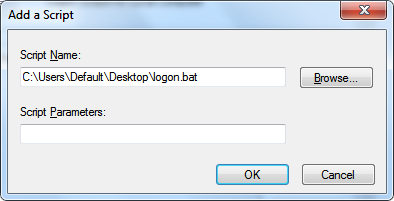 Add a Script
Script Name:
C:\Users\Default\Desktop\logon.bat
Browse...
Script Parameters:
OK
Cancel